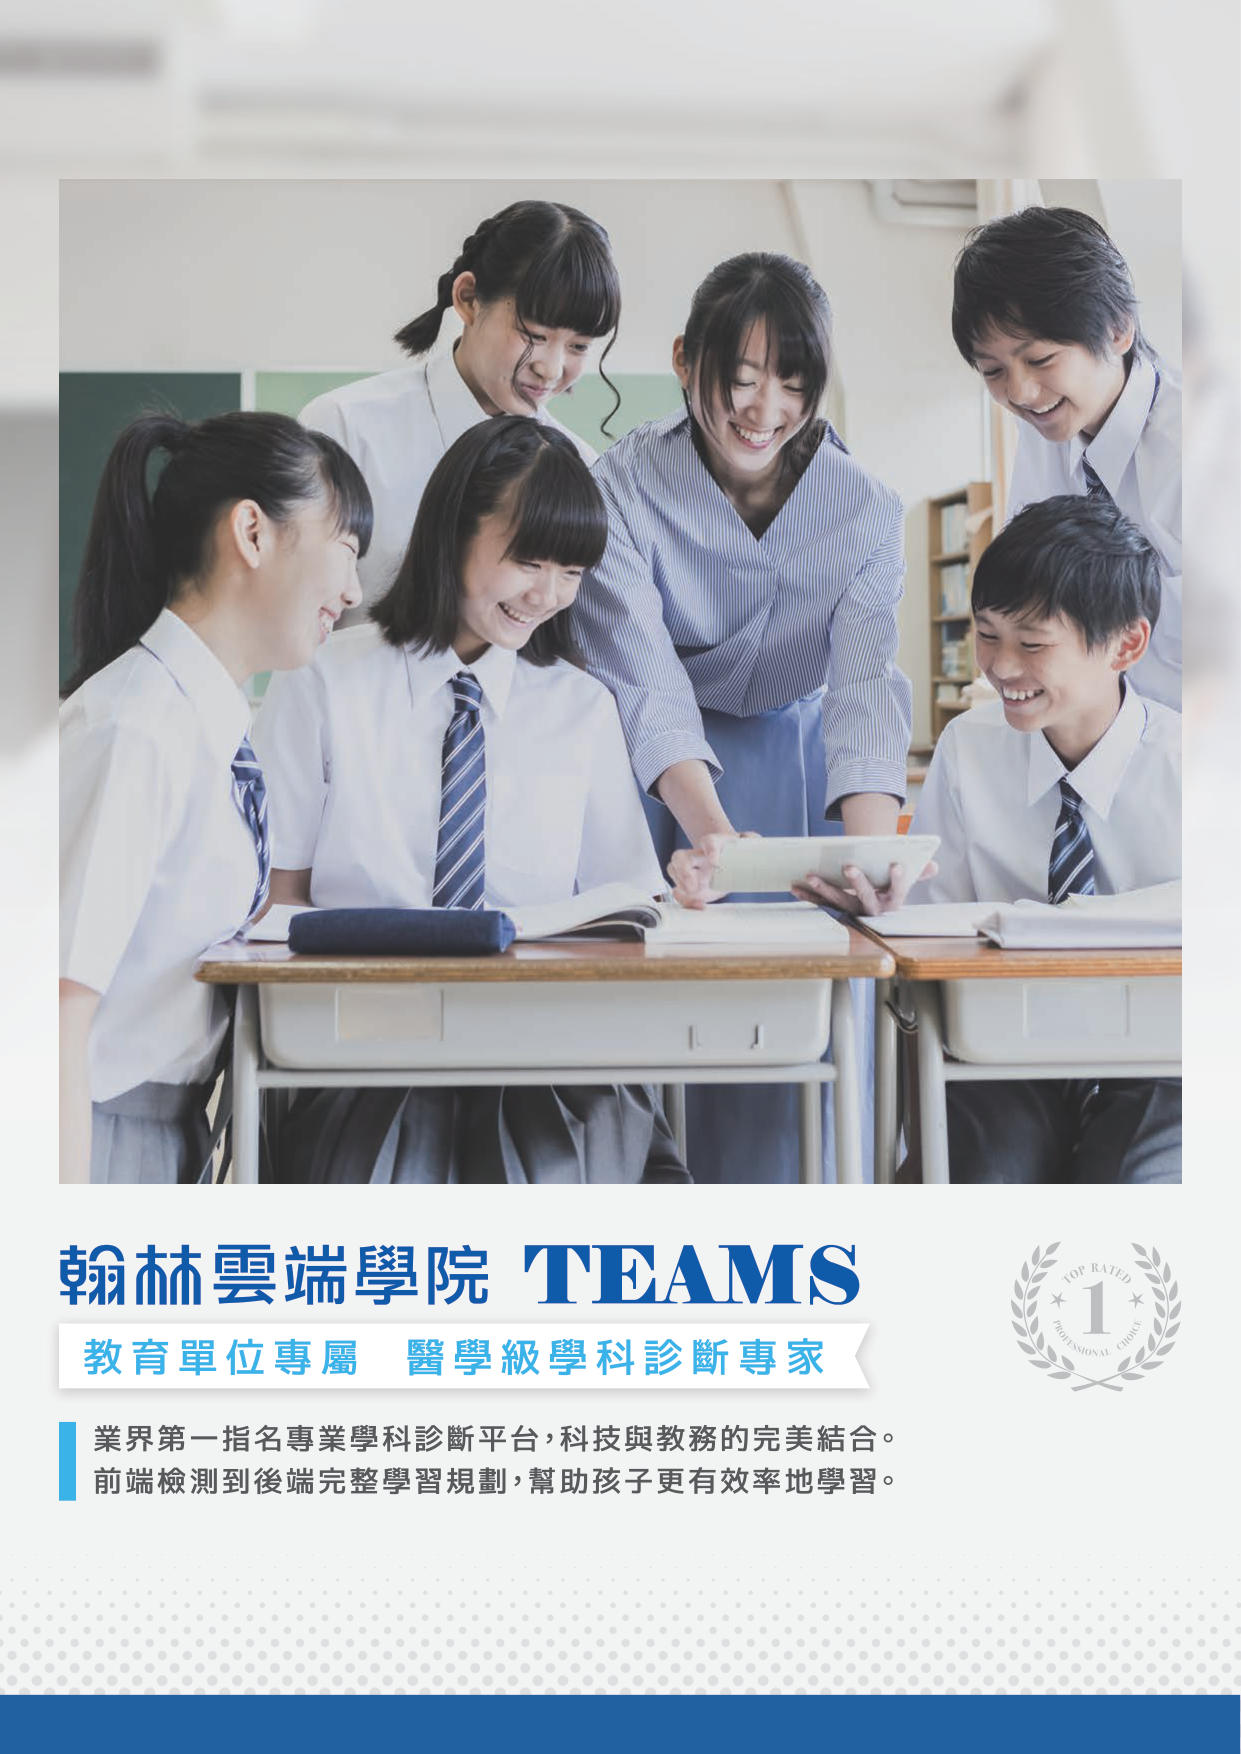 翰林雲端學院 TEAMS
TOP RATED
1
PROFESSIONAL CHOICE
教育單位專屬 醫學級學科診斷專家
業界第一指名專業學科診斷平台，科技與教務的完美結合。
前端檢測到後端完整學習規劃，幫助孩子更有效率地學習。